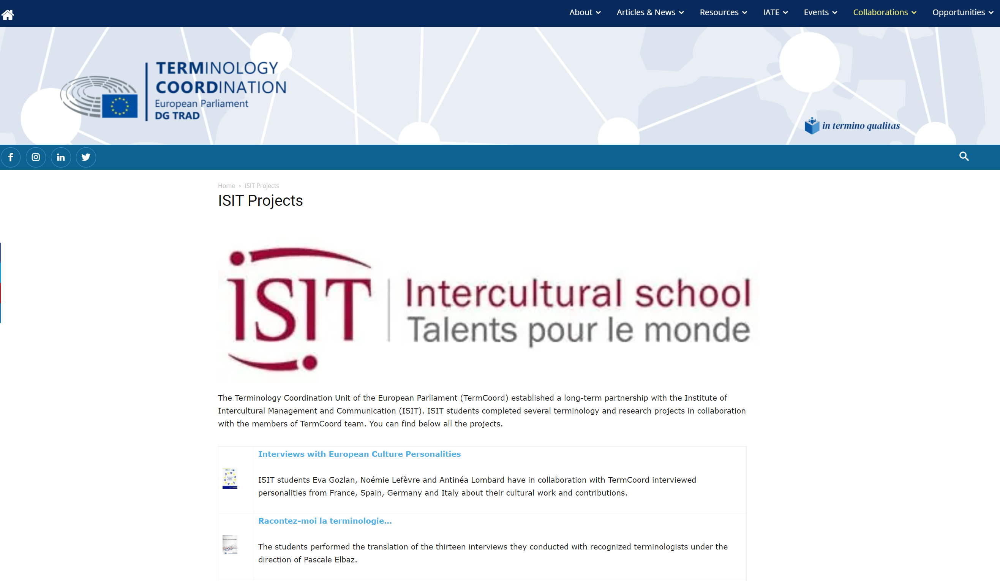 About
Articles & News
Resources
IATE
Events
Collaborations
Opportunities
TERMINOLOGY
COORDINATION
European Parliament
DG TRAD
in termino qualitas
Home › ISIT Projects
ISIT Projects
iSIT
Intercultural school
Talents pour le monde
The Terminology Coordination Unit of the European Parliament (TermCoord) established a long-term partnership with the Institute of
Intercultural Management and Communication (ISIT). ISIT students completed several terminology and research projects in collaboration
with the members of TermCoord team. You can find below all the projects.
Interviews with European Culture Personalities
ISIT students Eva Gozlan, Noémie Lefèvre and Antinéa Lombard have in collaboration with TermCoord interviewed
personalities from France, Spain, Germany and Italy about their cultural work and contributions.
Racontez-moi la terminologie…
The students performed the translation of the thirteen interviews they conducted with recognized terminologists under the
direction of Pascale Elbaz.